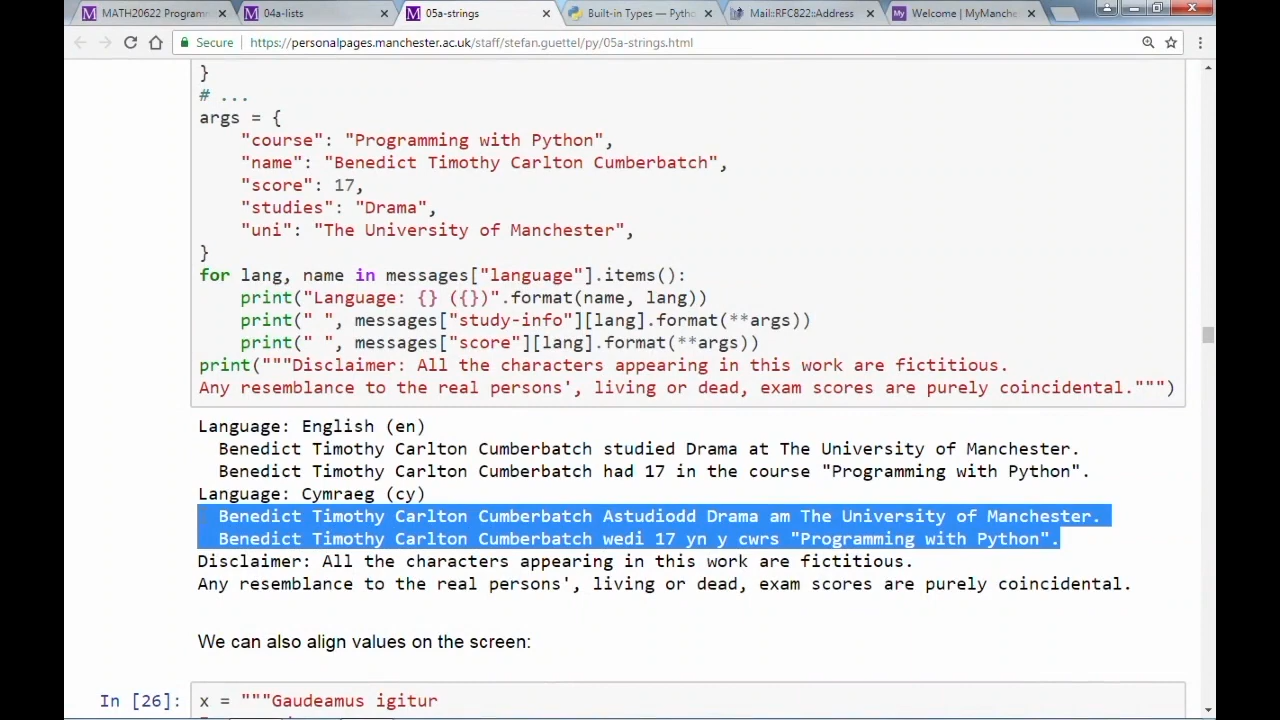 MATH20622 Programm
04a-lists
05a-strings
Built-in Types — Pytho
Mail::RFC822::Address
Welcome | MyManche
Secure
https://personalpages.manchester.ac.uk/staff/stefan.guettel/py/05a-strings.html
}
# ...
args = {
"course": "Programming with Python",
"name": "Benedict Timothy Carlton Cumberbatch",
"score": 17,
"studies": "Drama",
"uni": "The University of Manchester",
}
for lang, name in messages["language"].items():
print("Language: {} ({})".format(name, lang))
print(" ", messages["study-info"][lang].format(**args))
print(" ", messages["score"][lang].format(**args))
print("""Disclaimer: All the characters appearing in this work are fictitious.
Any resemblance to the real persons', living or dead, exam scores are purely coincidental.""")
Language: English (en)
Benedict Timothy Carlton Cumberbatch studied Drama at The University of Manchester.
Benedict Timothy Carlton Cumberbatch had 17 in the course "Programming with Python".
Language: Cymraeg (cy)
Benedict Timothy Carlton Cumberbatch Astudiodd Drama am The University of Manchester.
Benedict Timothy Carlton Cumberbatch wedi 17 yn y cwrs "Programming with Python".
Disclaimer: All the characters appearing in this work are fictitious.
Any resemblance to the real persons', living or dead, exam scores are purely coincidental.
We can also align values on the screen:
In [26]:
x = """Gaudeamus igitur